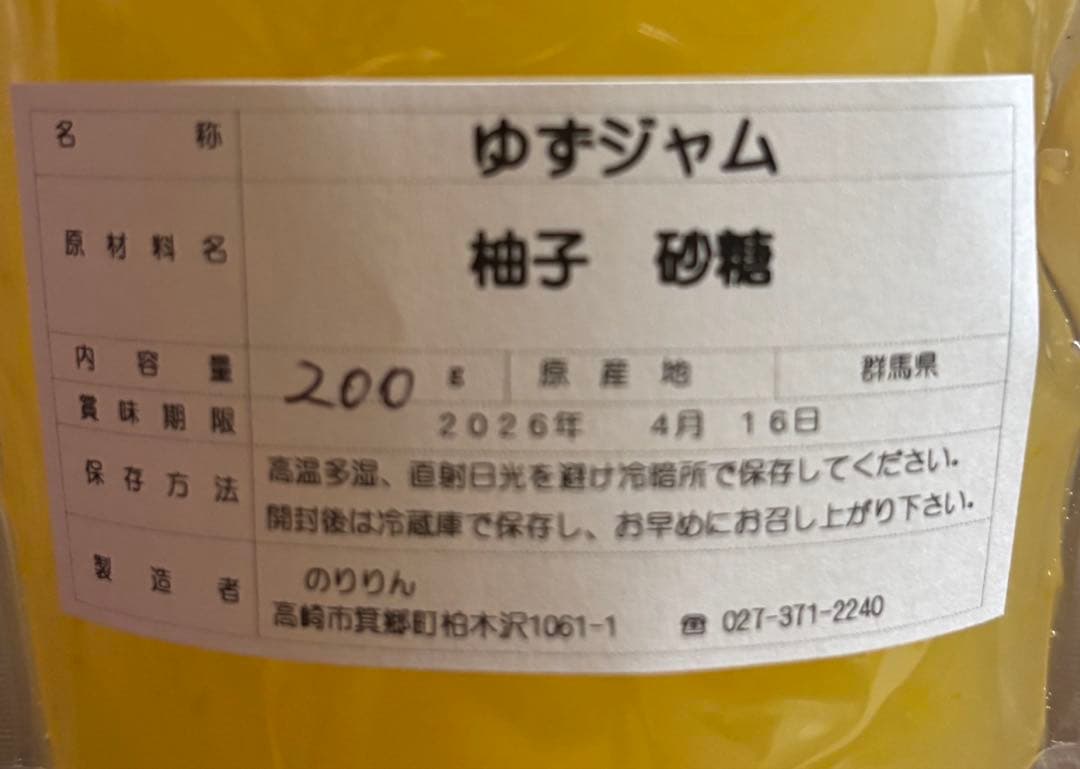 名称 ゆずジャム
原材料名 柚子 砂糖
内容量 200 g 原産地 群馬県
賞味期限 2026年 4月 16日
保存方法 高温多湿、直射日光を避け冷暗所で保存してください.
開封後は冷蔵庫で保存し、お早めにお召し上がり下さい.
製造者 のりりん
高崎市箕郷町柏木沢1061-1 ☎ 027-371-2240